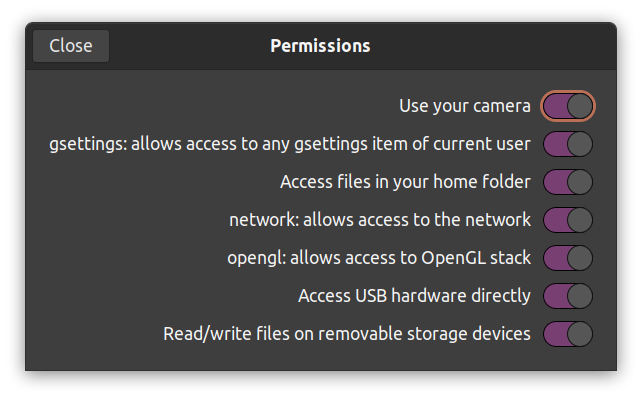 Close
Permissions
Use your camera
gsettings: allows access to any gsettings item of current user
Access files in your home folder
network: allows access to the network
opengl: allows access to OpenGL stack
Access USB hardware directly
Read/write files on removable storage devices